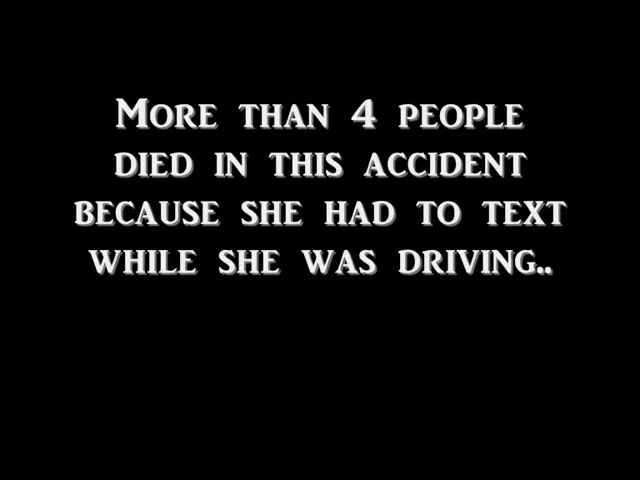 More than 4 people
died in this accident
because she had to text
while she was driving..